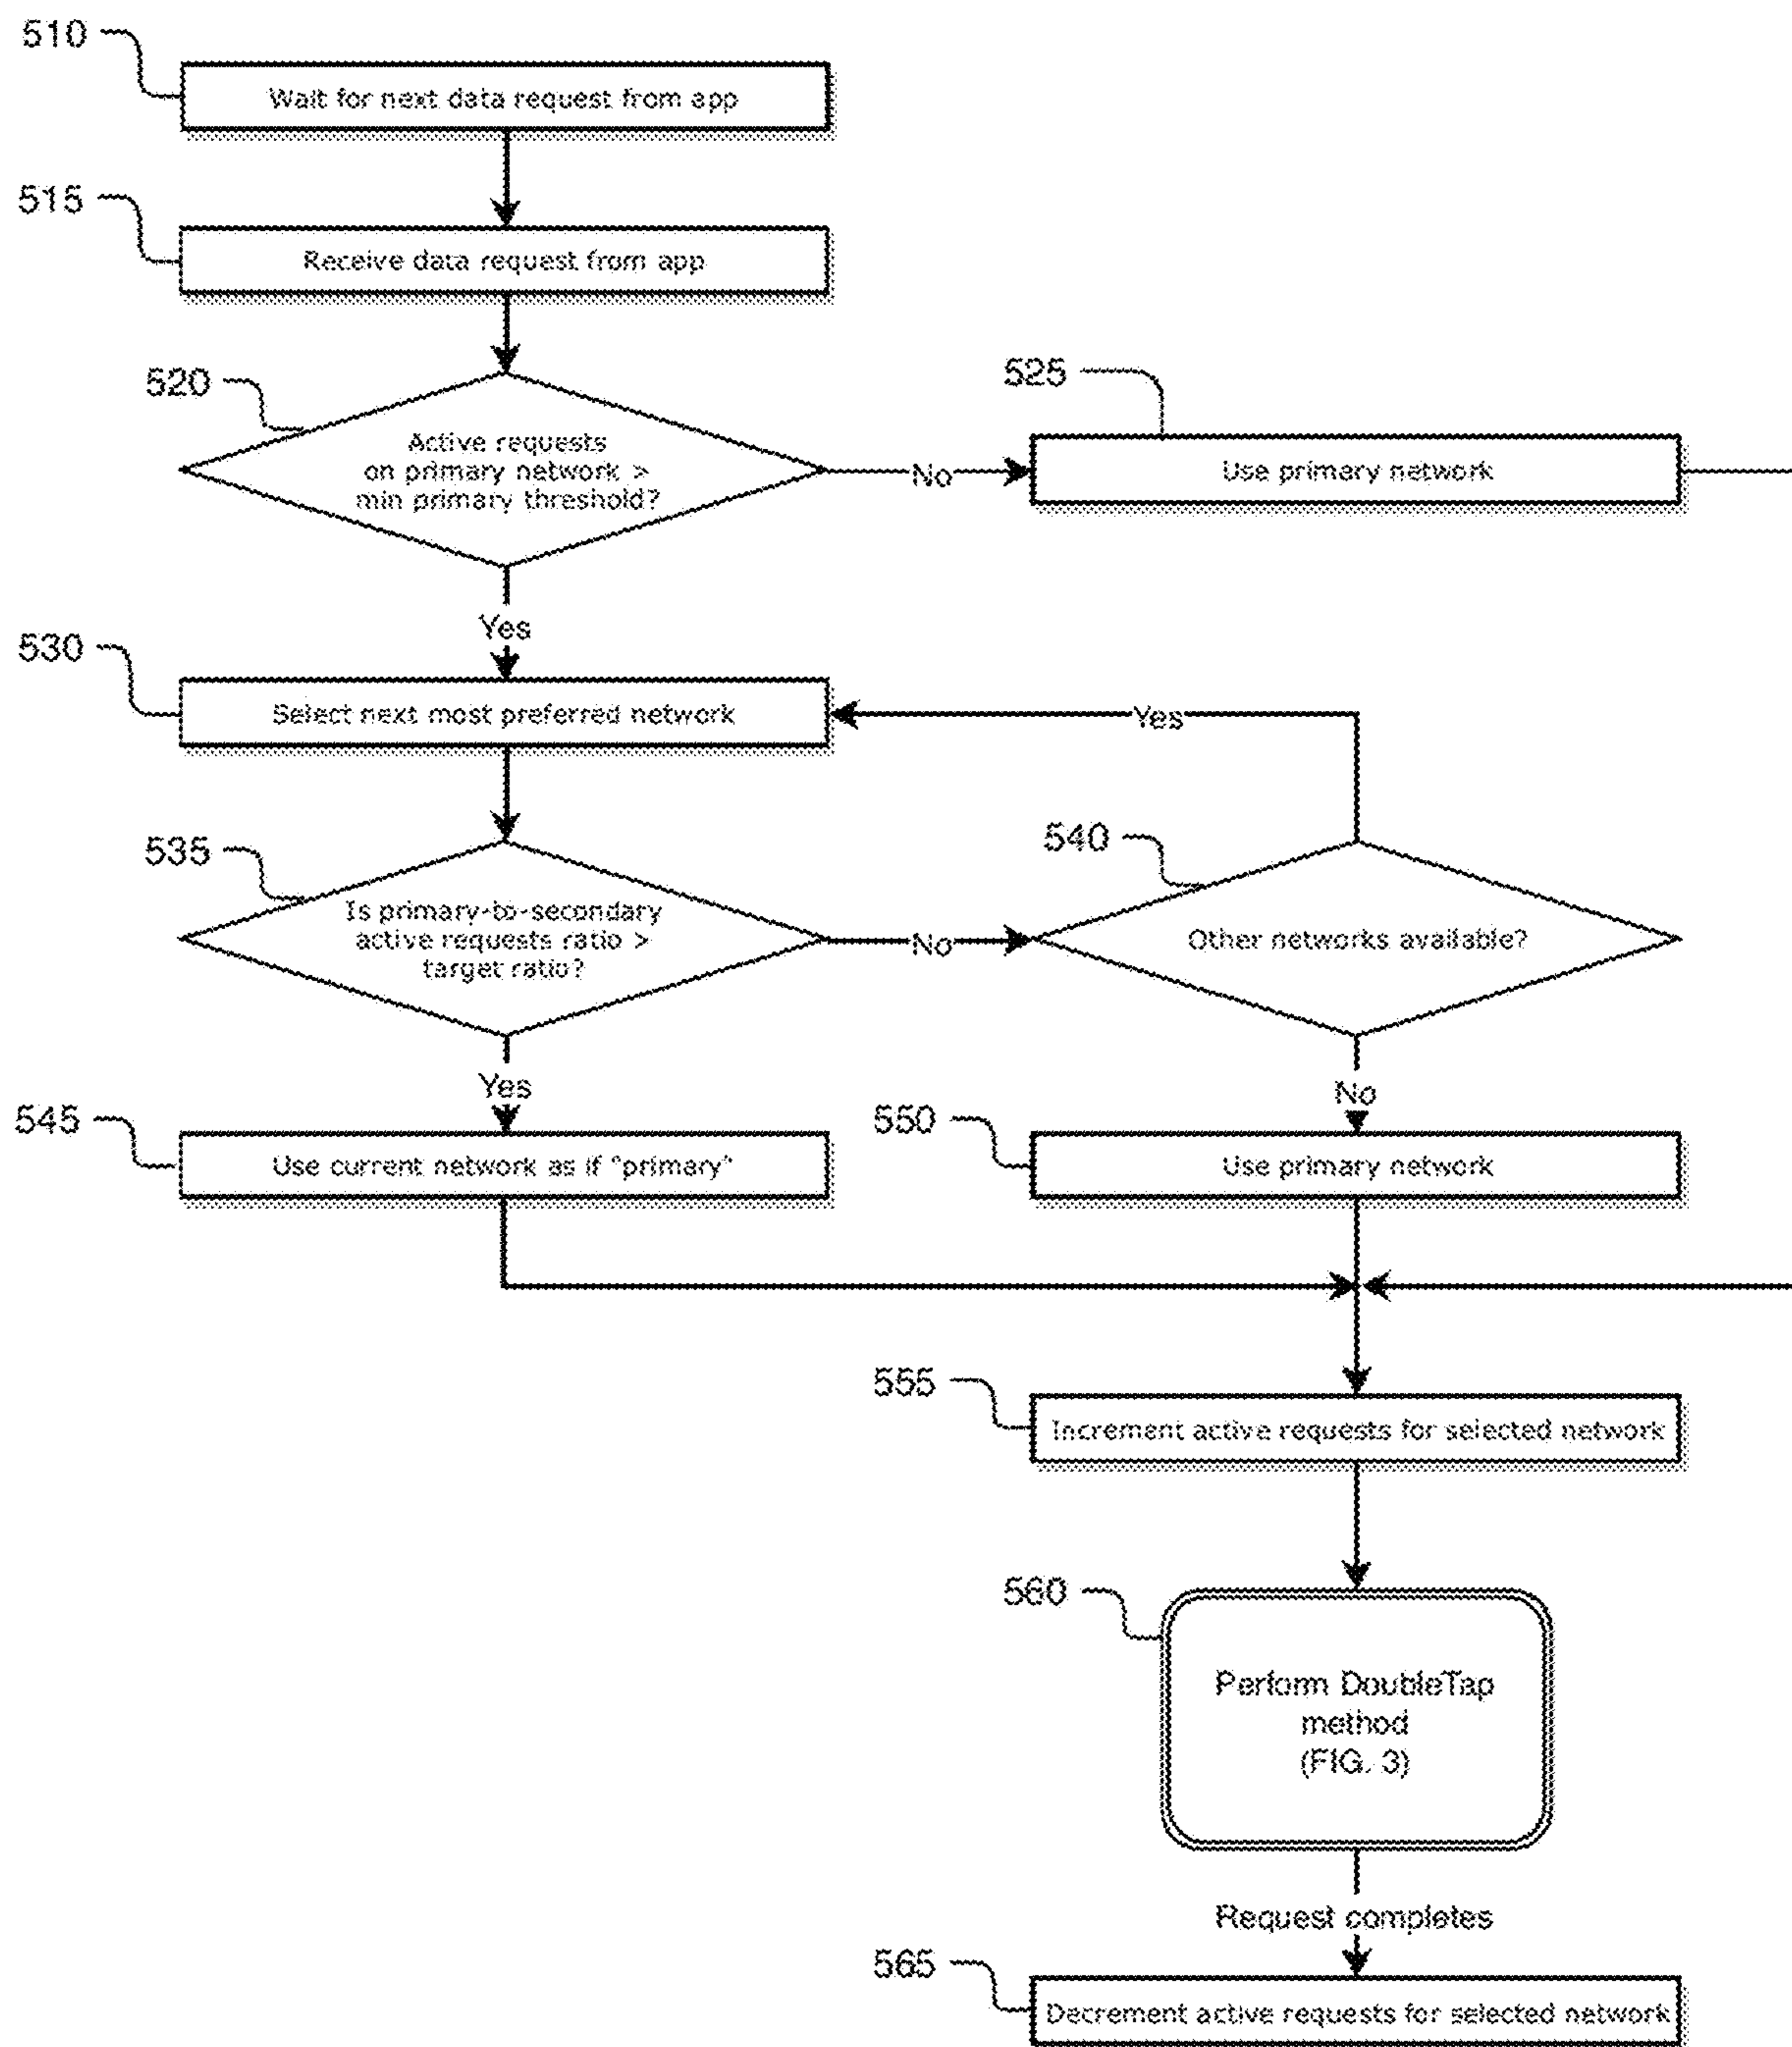 510
Wait for next data request from app
515
Receive data request from app
520
Active requests
on primary network >
min primary threshold?
No
525
Use primary network
Yes
530
Select next most preferred network
Yes
535
Is primary-to-secondary
active requests ratio >
target ratio?
No
540
Other networks available?
Yes
No
545
Use current network as if "primary"
550
Use primary network
555
Increment active requests for selected network
560
Perform DoubleTap
method
(FIG. 3)
Request completes
565
Decrement active requests for selected network